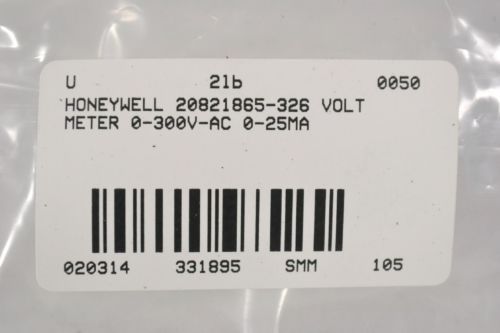 U 21b 0050
HONEYWELL 20821865-326 VOLT
METER 0-300V-AC 0-25MA
020314 331895 SMM 105